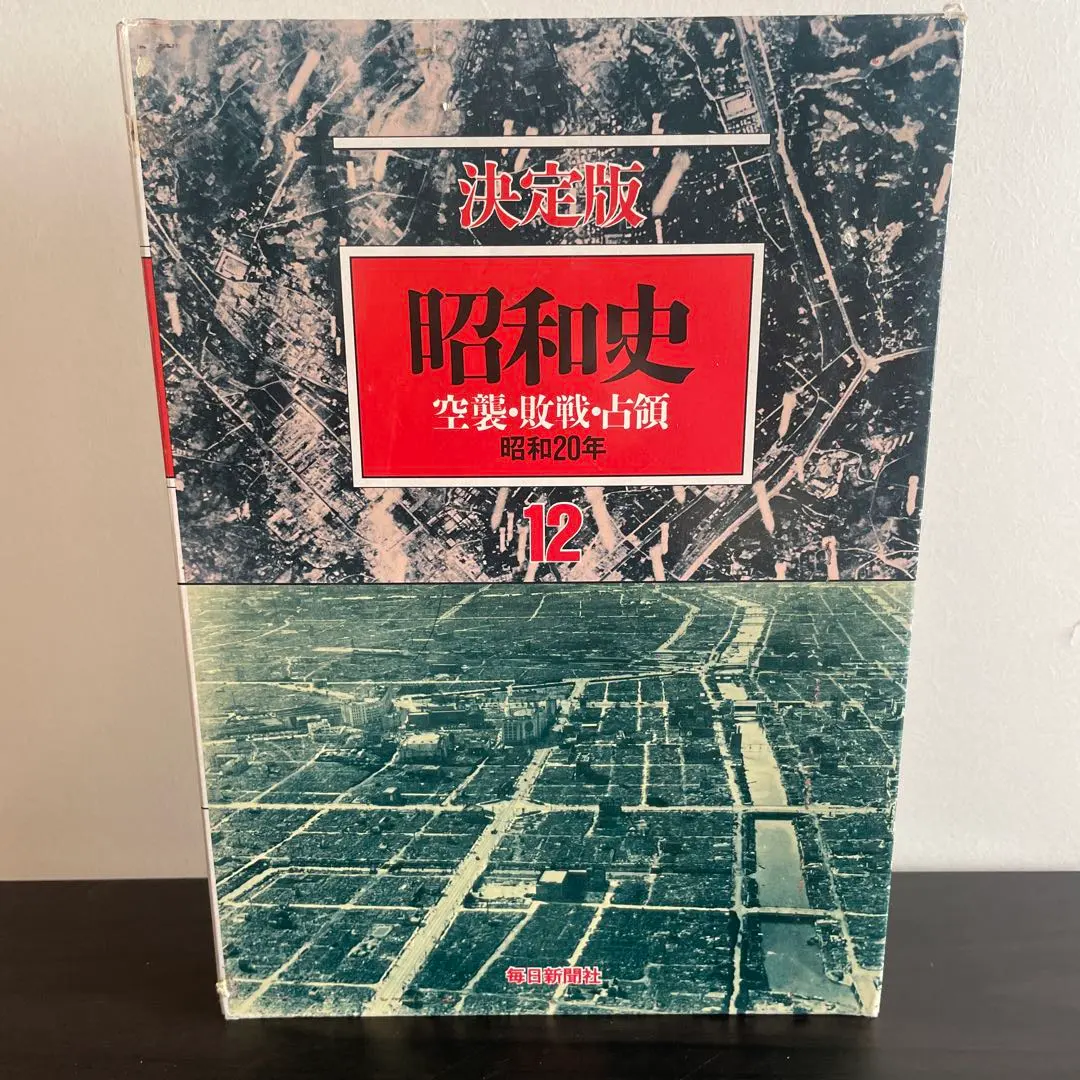 決定版
昭和史
空襲・敗戦・占領
昭和20年
12
毎日新聞社